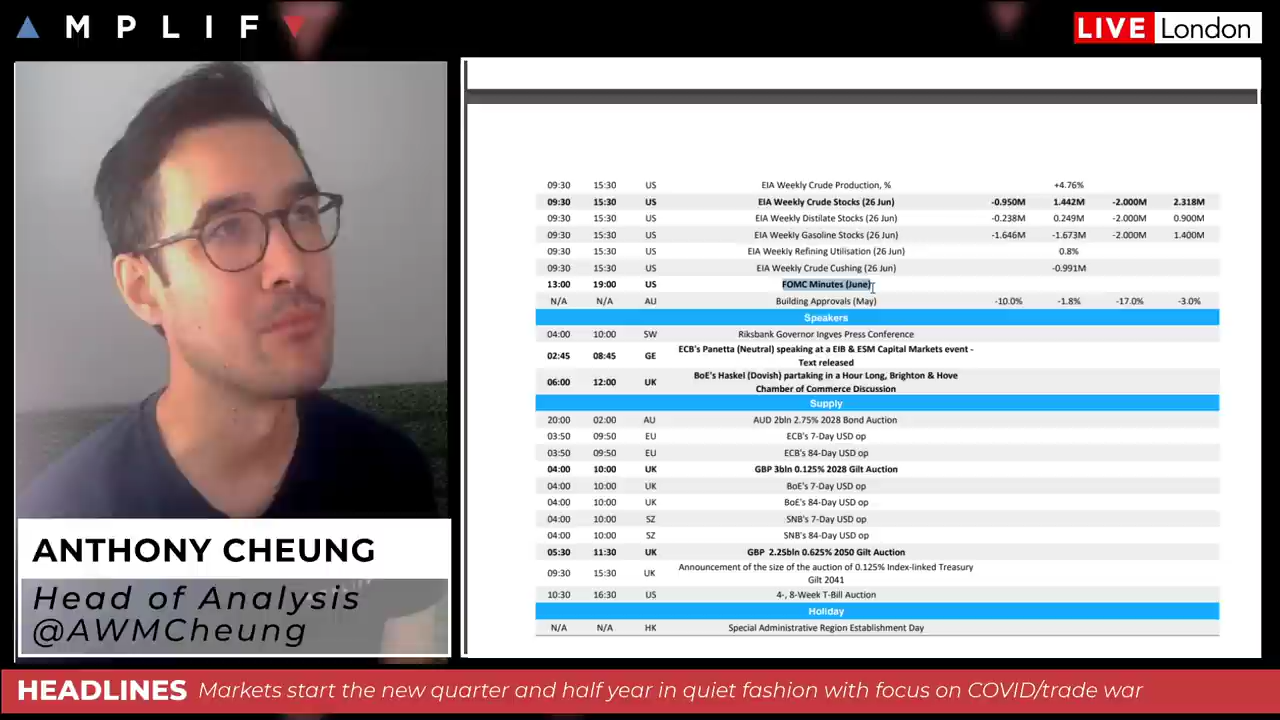 AMPLIFY
LIVE London
09:30 15:30 US EIA Weekly Crude Production, % +4.76%
09:30 15:30 US EIA Weekly Crude Stocks (26 Jun) -0.950M 1.442M -2.000M 2.318M
09:30 15:30 US EIA Weekly Distilate Stocks (26 Jun) -0.238M 0.249M -2.000M 0.900M
09:30 15:30 US EIA Weekly Gasoline Stocks (26 Jun) -1.646M -1.673M -2.000M 1.400M
09:30 15:30 US EIA Weekly Refining Utilisation (26 Jun) 0.8%
09:30 15:30 US EIA Weekly Crude Cushing (26 Jun) -0.991M
13:00 19:00 US FOMC Minutes (June)
N/A N/A AU Building Approvals (May) -10.0% -1.8% -17.0% -3.0%
Speakers
04:00 10:00 SW Riksbank Governor Ingves Press Conference
02:45 08:45 GE ECB's Panetta (Neutral) speaking at a EIB & ESM Capital Markets event -
Text released
06:00 12:00 UK BoE's Haskel (Dovish) partaking in a Hour Long, Brighton & Hove
Chamber of Commerce Discussion
Supply
20:00 02:00 AU AUD 2bln 2.75% 2028 Bond Auction
03:50 09:50 EU ECB's 7-Day USD op
03:50 09:50 EU ECB's 84-Day USD op
04:00 10:00 UK GBP 3bln 0.125% 2028 Gilt Auction
04:00 10:00 UK BoE's 7-Day USD op
04:00 10:00 UK BoE's 84-Day USD op
04:00 10:00 SZ SNB's 7-Day USD op
04:00 10:00 SZ SNB's 84-Day USD op
05:30 11:30 UK GBP 2.25bln 0.625% 2050 Gilt Auction
09:30 15:30 UK Announcement of the size of the auction of 0.125% Index-linked Treasury
Gilt 2041
10:30 16:30 US 4-, 8-Week T-Bill Auction
Holiday
N/A N/A HK Special Administrative Region Establishment Day
ANTHONY CHEUNG
Head of Analysis
@AWMCheung
HEADLINES Markets start the new quarter and half year in quiet fashion with focus on COVID/trade war